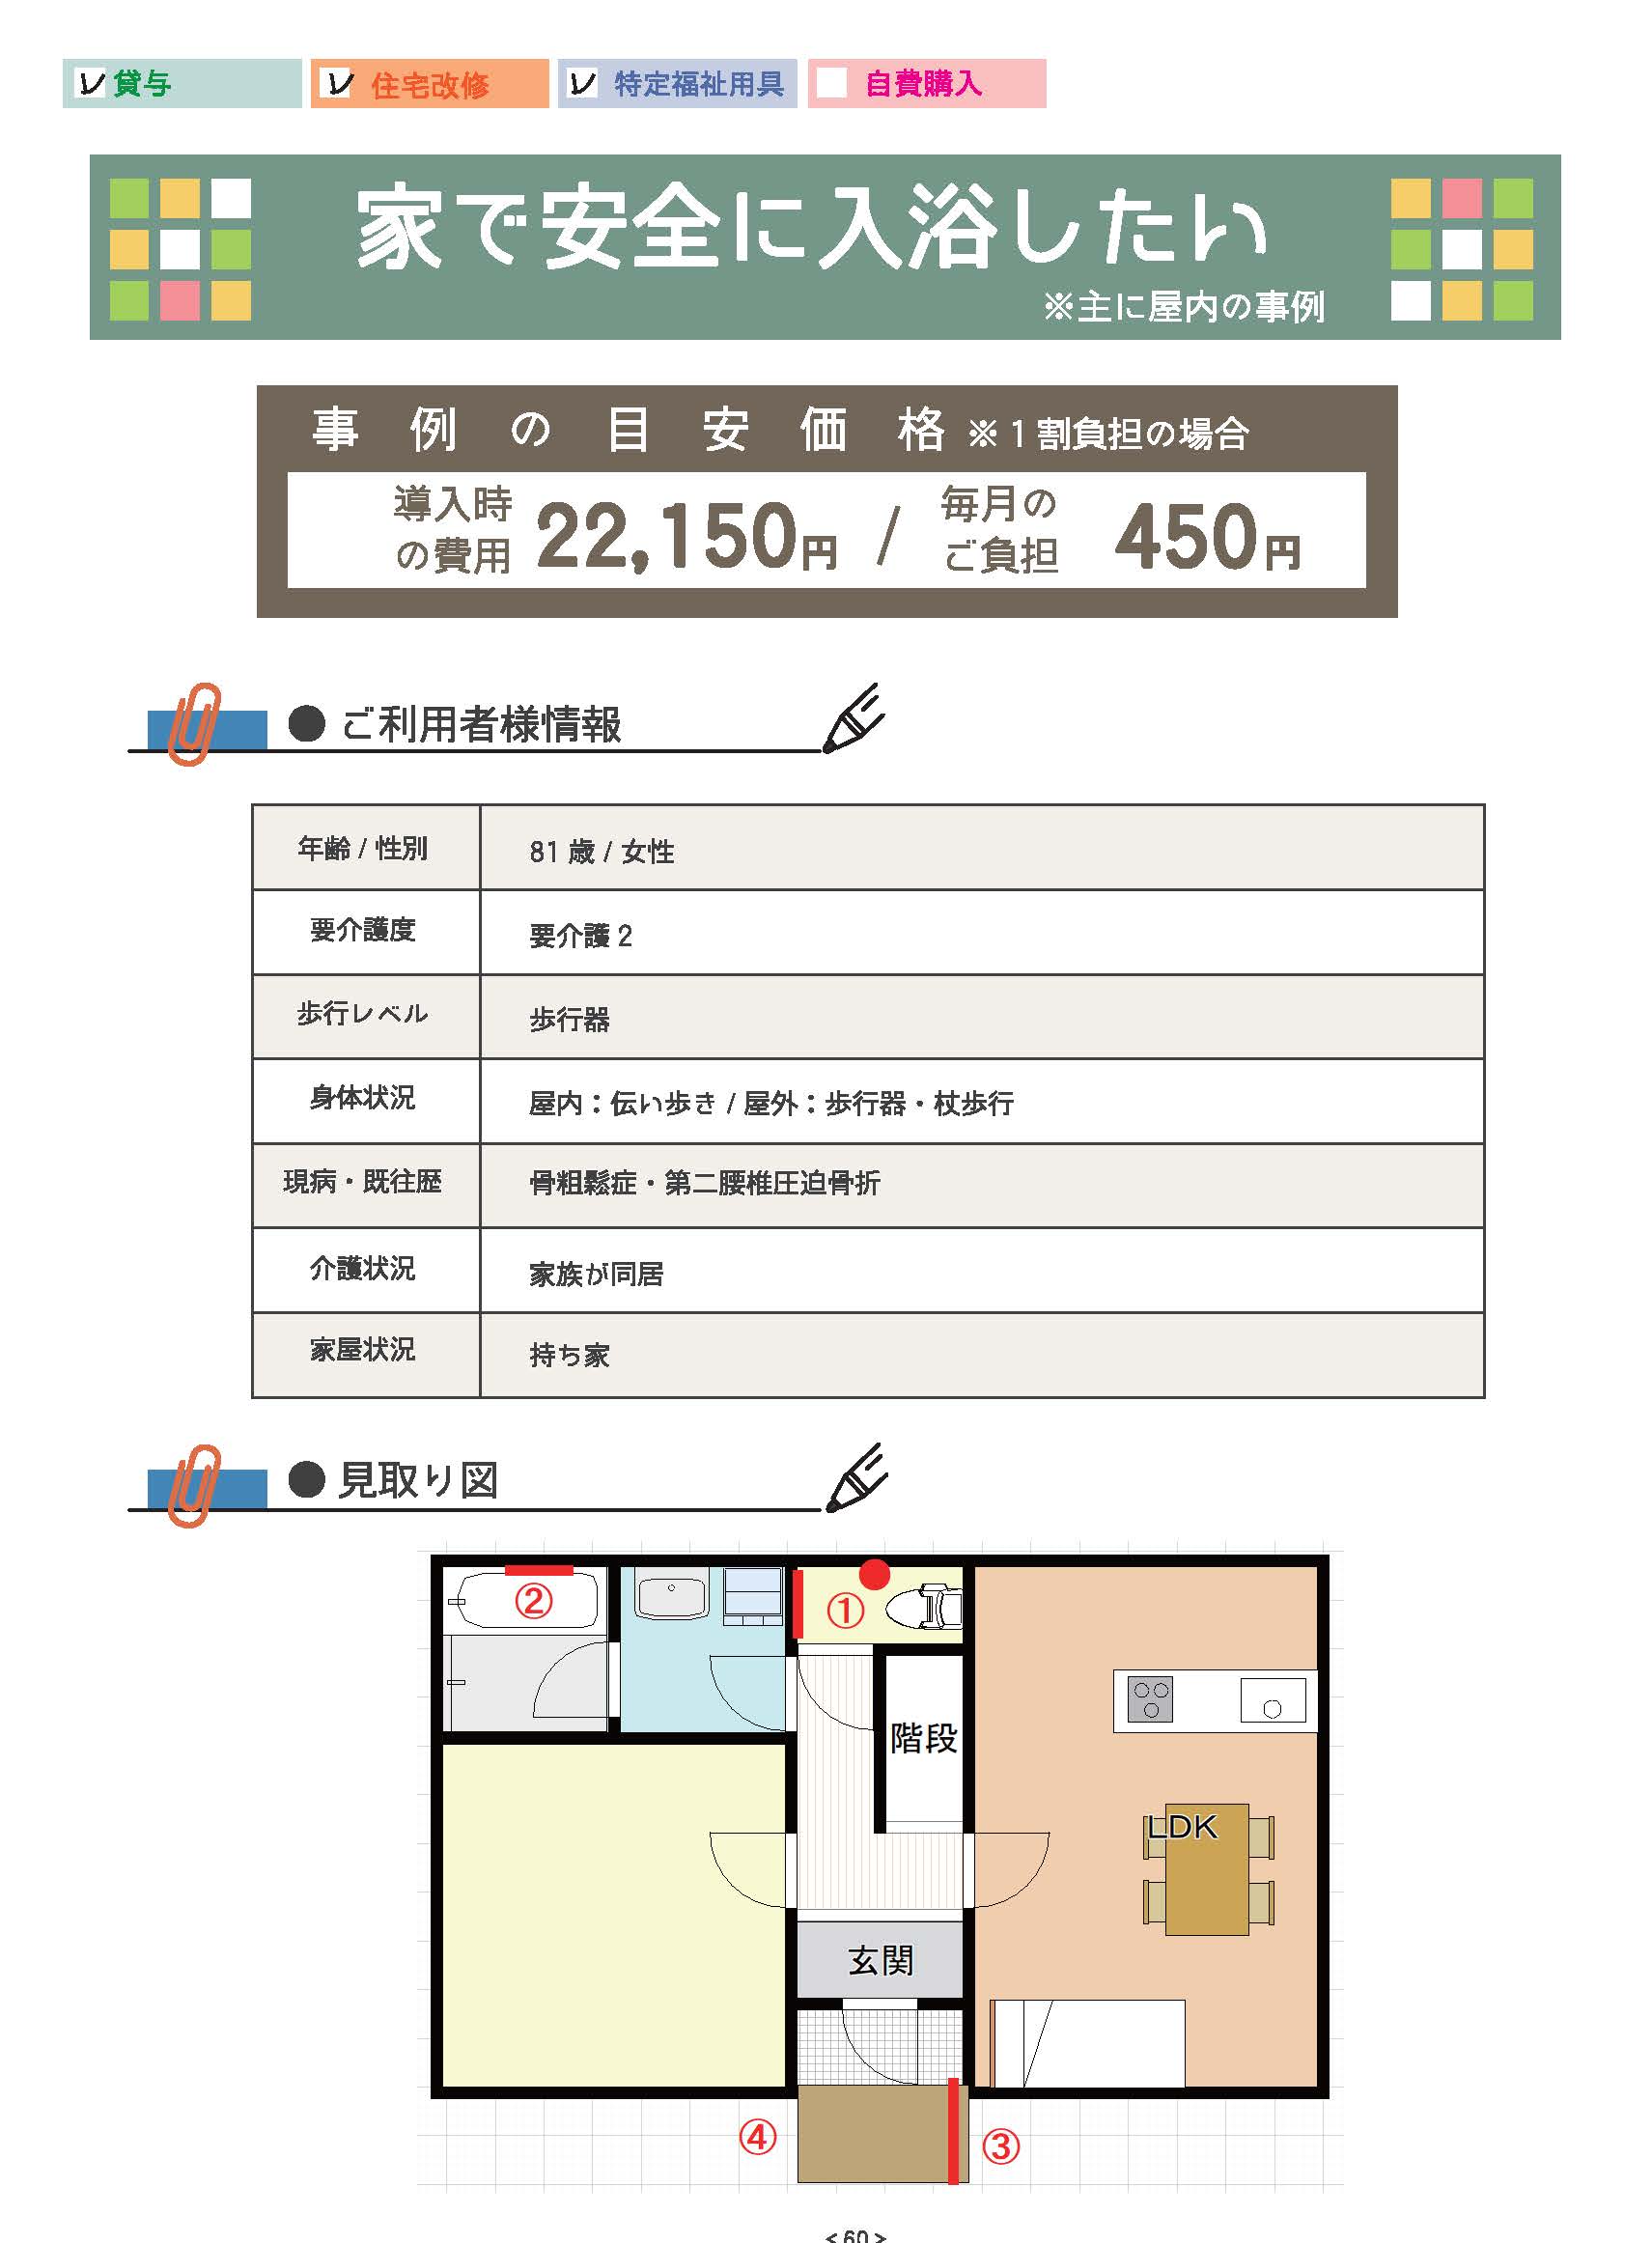 貸与 住宅改修 特定福祉用具 自費購入
家で安全に入浴したい
※主に屋内の事例
事例の目安価格 ※1割負担の場合
導入時の費用 22,150円 / 毎月のご負担 450円
● ご利用者様情報
年齢 / 性別 81 歳 / 女性
要介護度 要介護 2
歩行レベル 歩行器
身体状況 屋内：伝い歩き / 屋外：歩行器・杖歩行
現病・既往歴 骨粗鬆症・第二腰椎圧迫骨折
介護状況 家族が同居
家屋状況 持ち家
● 見取り図
②
①
階段
LDK
玄関
④
③
<60>